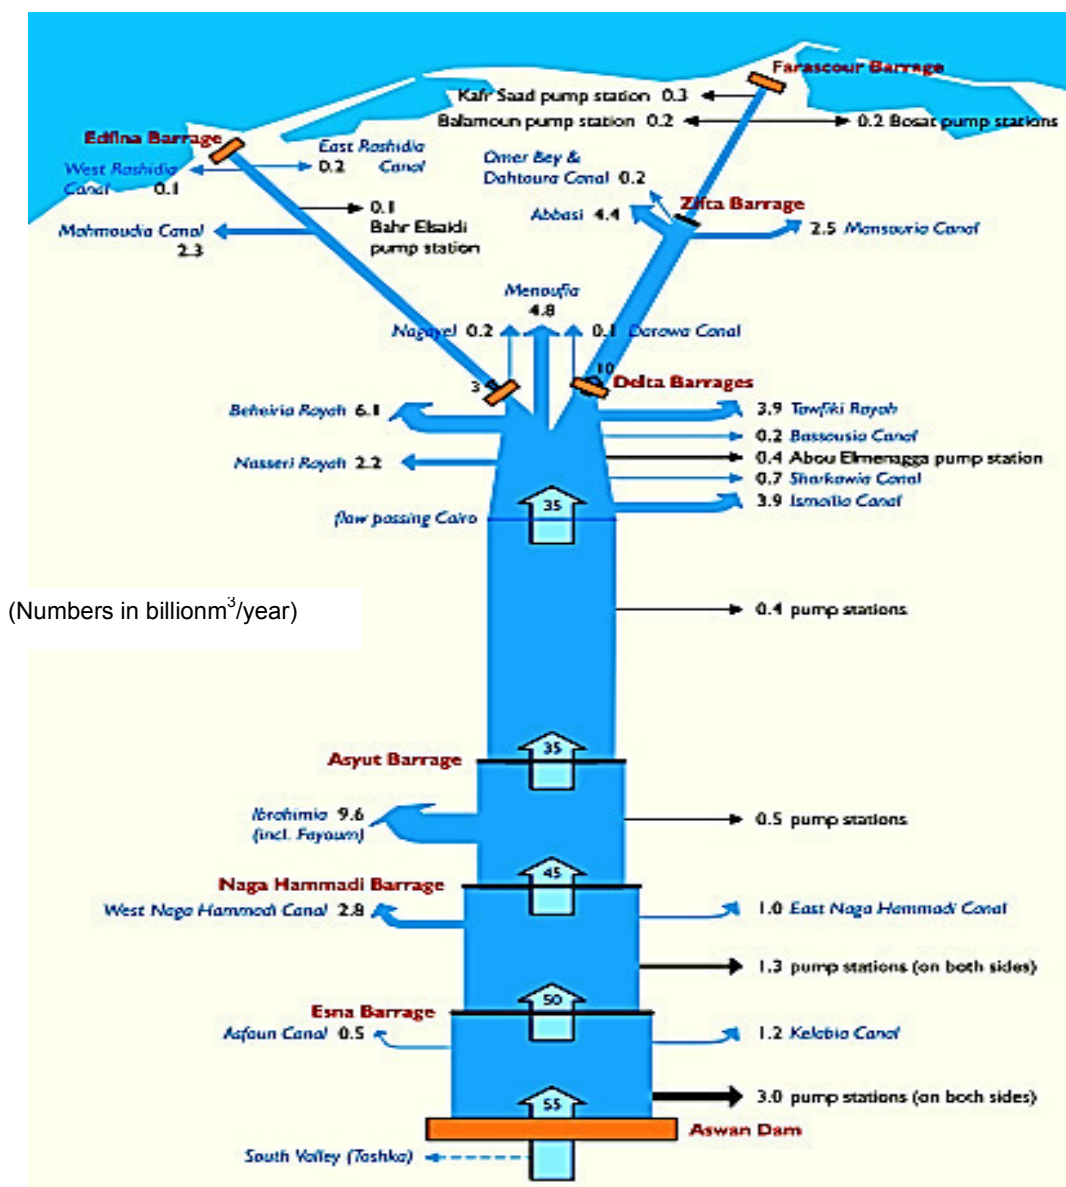 Farascour Barrage
Kafr Saad pump station 0.3
Balamoun pump station 0.2
0.2 Bosat pump stations
Edfina Barrage
East Rashidia
0.2 Canal
West Rashidia
Canal 0.1
Omer Bey &
Dahtoura Canal 0.2
Zifta Barrage
0.1
Bahr Elsaidi
pump station
Abbasi 4.4
Mahmoudia Canal
2.3
2.5 Mansouria Canal
Menoufia
4.8
Nagayel 0.2
0.1 Darawa Canal
3
10
Delta Barrages
Beheiria Rayah 6.1
3.9 Tawfiki Rayah
0.2 Bassousia Canal
Nasseri Rayah 2.2
0.4 Abou Elmenagga pump station
0.7 Sharkawia Canal
3.9 Ismailia Canal
35
flow passing Cairo
(Numbers in billionm³/year)
0.4 pump stations
35
Asyut Barrage
Ibrahimia 9.6
(incl. Fayoum)
0.5 pump stations
45
Naga Hammadi Barrage
West Naga Hammadi Canal 2.8
1.0 East Naga Hammadi Canal
1.3 pump stations (on both sides)
50
Esna Barrage
Asfoun Canal 0.5
1.2 Kelabia Canal
3.0 pump stations (on both sides)
55
Aswan Dam
South Valley (Toshka)